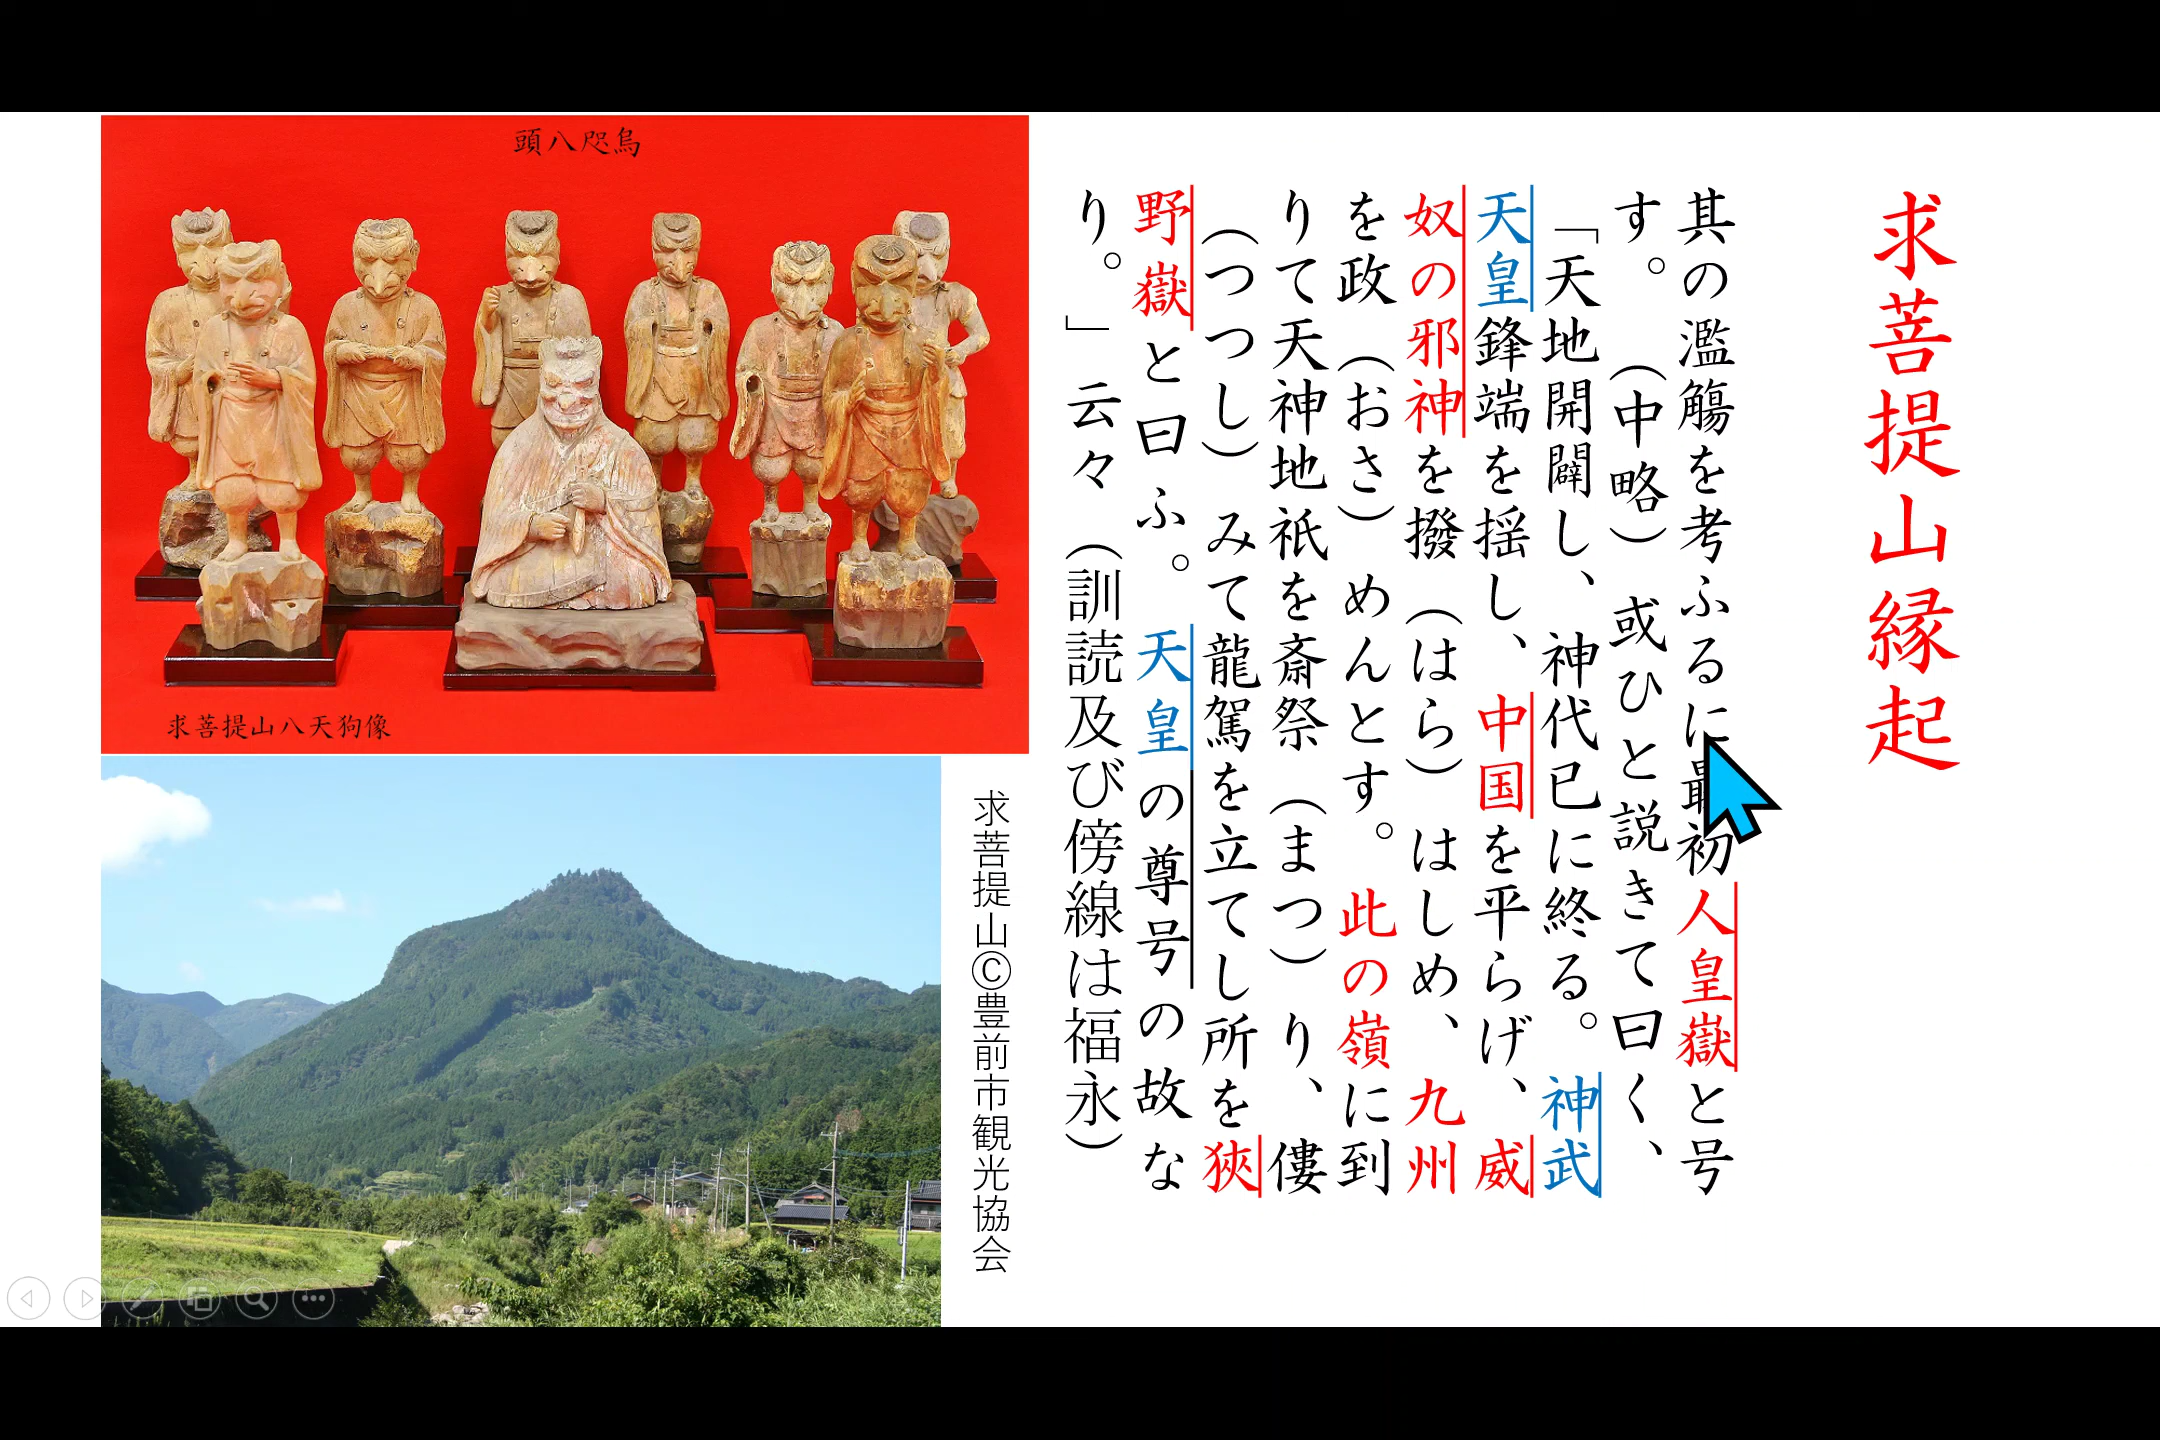 求菩提山縁起
其の濫觴を考ふるに最初人皇嶽と号
す。（中略）或ひと説きて曰く、
「天地開闢し、神代已に終る。神武
天皇鋒端を揺し、中国を平らげ、威
奴の邪神を撥（はら）はしめ、九州
を政（おさ）めんとす。此の嶺に到
りて天神地祇を斎祭（まつ）り、僂
（つつし）みて龍駕を立てし所を狹
野嶽と曰ふ。天皇の尊号の故な
り。」云々（訓読及び傍線は福永）
頭八咫烏
求菩提山八天狗像
求菩提山©豊前市観光協会